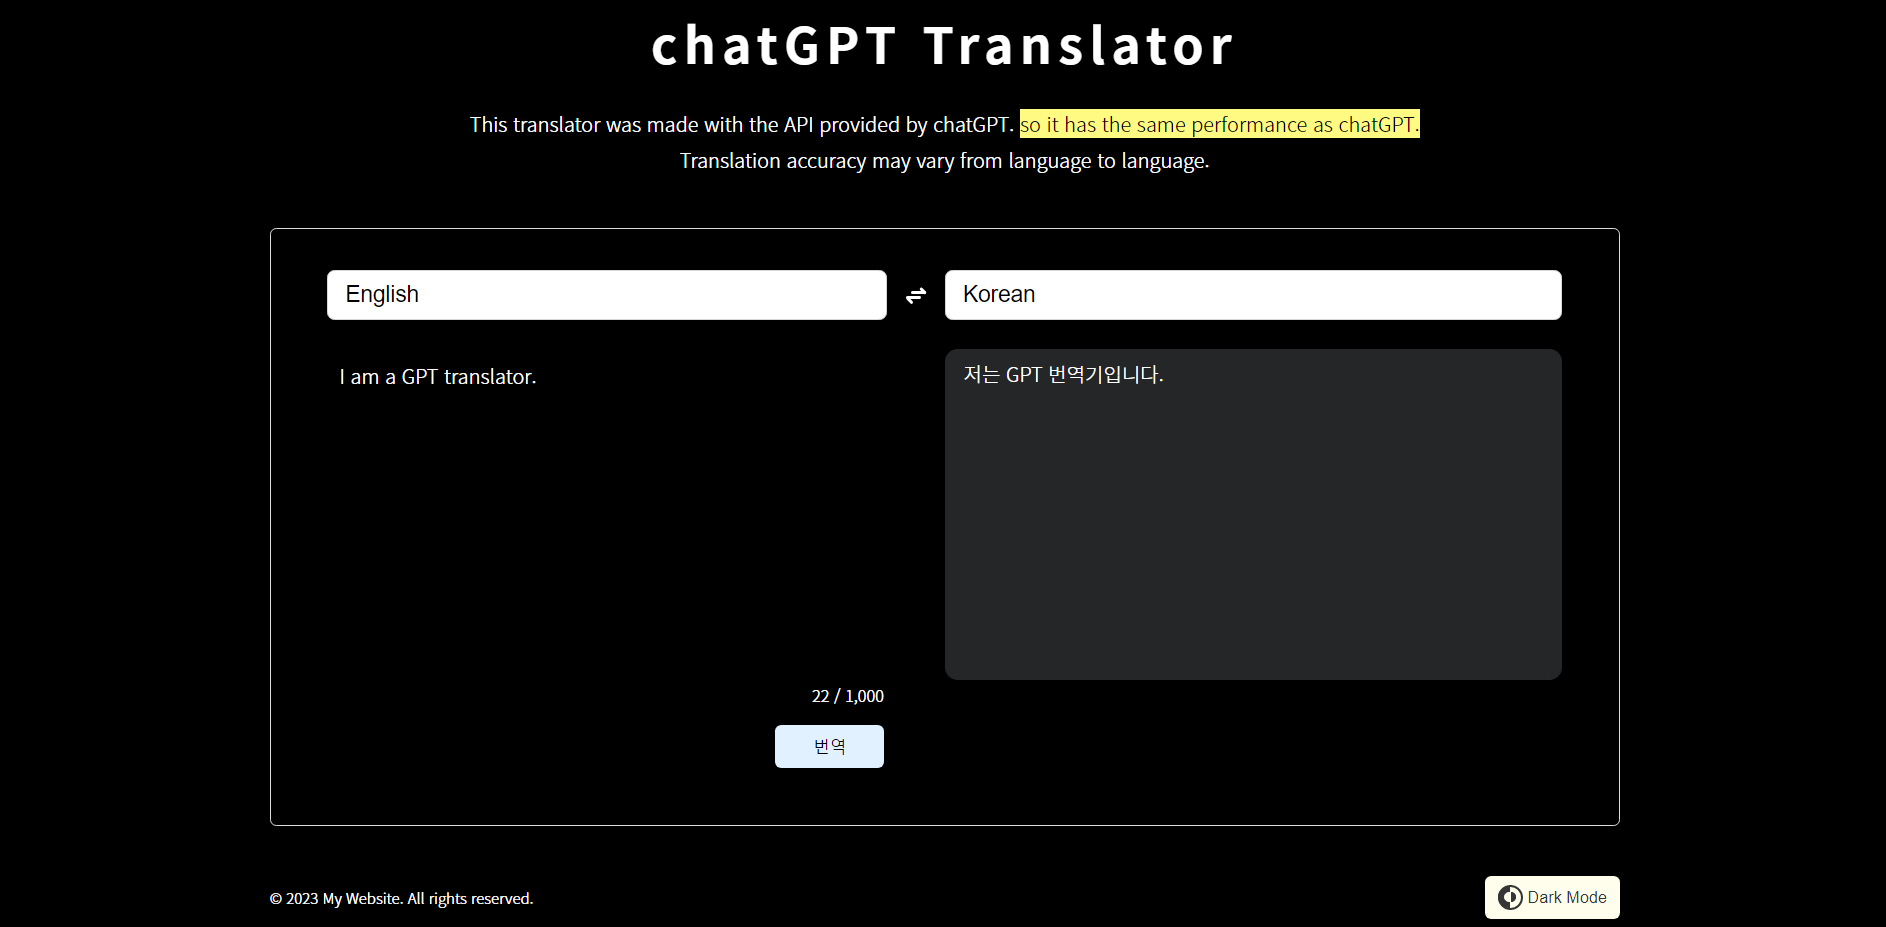 chatGPT Translator
This translator was made with the API provided by chatGPT. so it has the same performance as chatGPT.
Translation accuracy may vary from language to language.
English
Korean
I am a GPT translator.
저는 GPT 번역기입니다.
22 / 1,000
번역
© 2023 My Website. All rights reserved.
Dark Mode